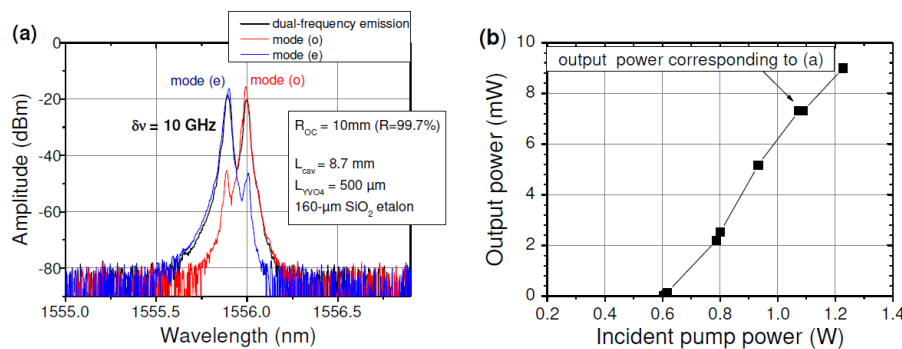 (a)
dual-frequency emission
mode (o)
mode (e)
0
-20
-40
-60
-80
Amplitude (dBm)
mode (e)
mode (o)
δν = 10 GHz
R_OC = 10mm (R=99.7%)
L_cav = 8.7 mm
L_YVO4 = 500 µm
160-µm SiO₂ etalon
1555.0
1555.5
1556.0
1556.5
Wavelength (nm)
(b)
output power corresponding to (a)
10
8
6
4
2
0
Output power (mW)
0.2
0.4
0.6
0.8
1.0
1.2
1.4
Incident pump power (W)